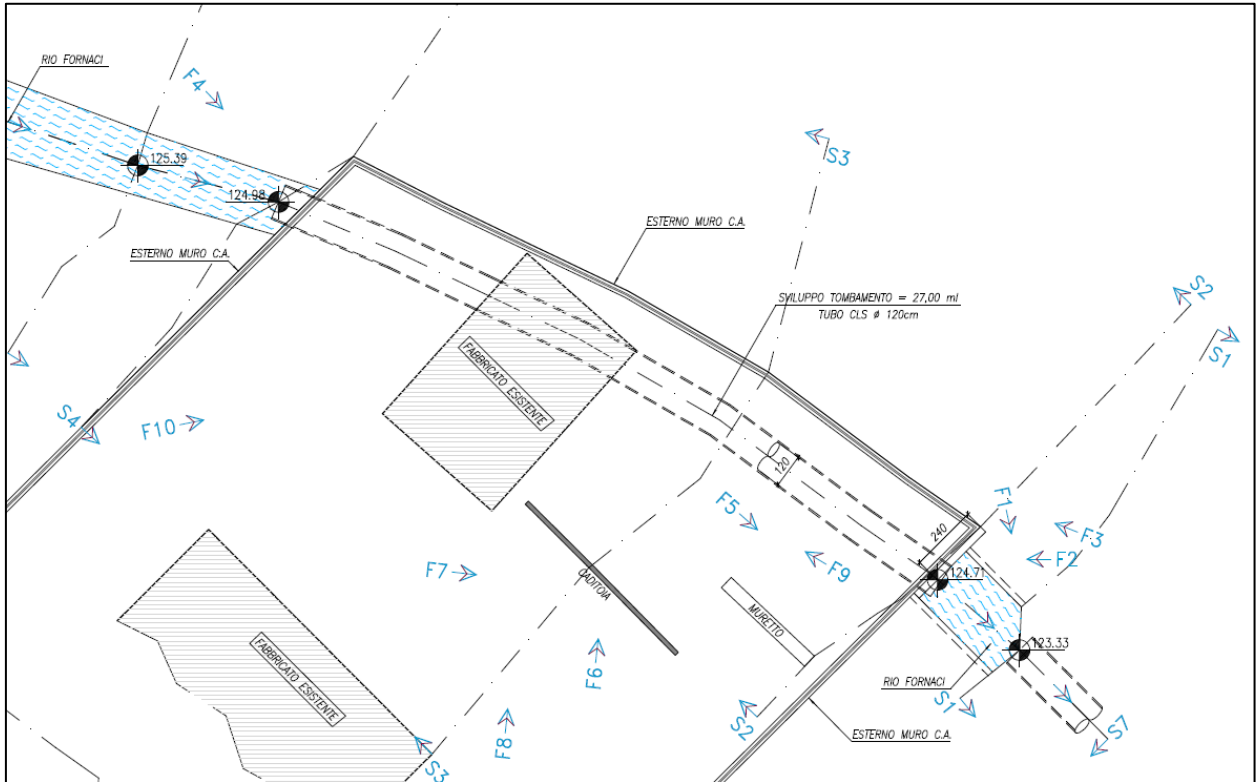 RIO FORNACI
F4
125.39
124.98
S3
ESTERNO MURO C.A.
ESTERNO MURO C.A.
SVILUPPO TOMBAMENTO = 27,00 ml
TUBO CLS ø 120cm
S2
S1
FABBRICATO ESISTENTE
S4
F10
120
F5
F1
F3
240
F2
F7
F9
124.71
CADITOIA
MURETTO
FABBRICATO ESISTENTE
F6
123.33
RIO FORNACI
S1
S2
F8
ESTERNO MURO C.A.
S7
S3